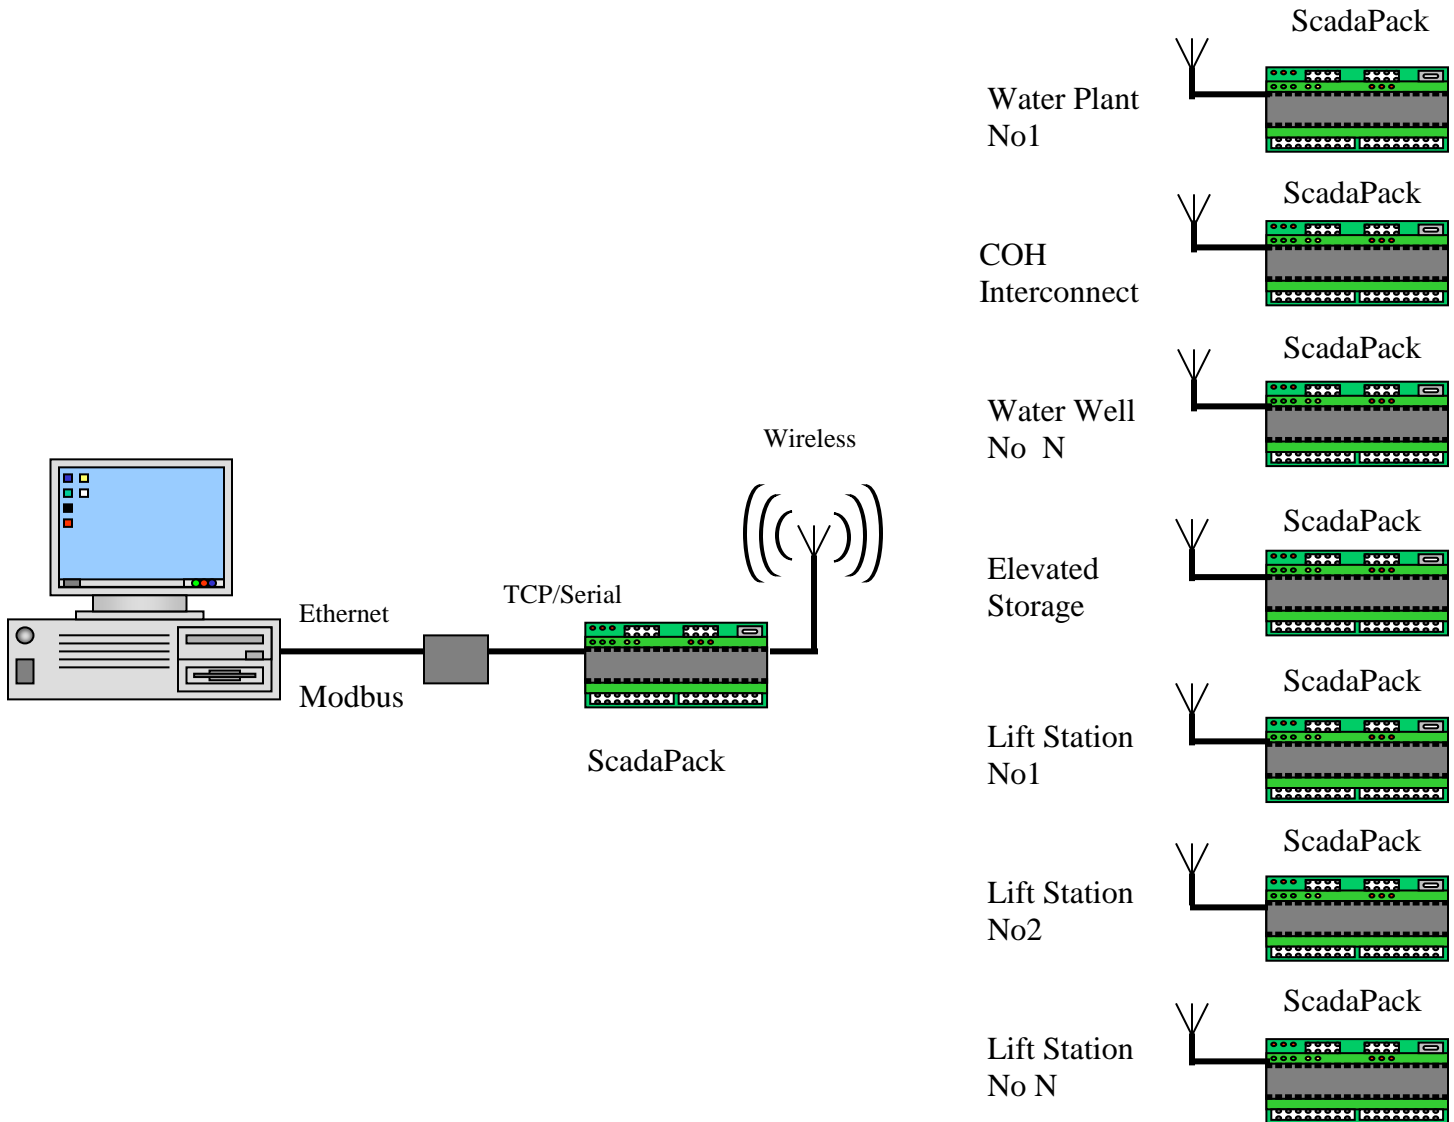 ScadaPack
Water Plant
No1
ScadaPack
COH
Interconnect
ScadaPack
Water Well
No  N
Wireless
ScadaPack
Elevated
Storage
TCP/Serial
Ethernet
Modbus
ScadaPack
ScadaPack
Lift Station
No1
ScadaPack
Lift Station
No2
ScadaPack
Lift Station
No N